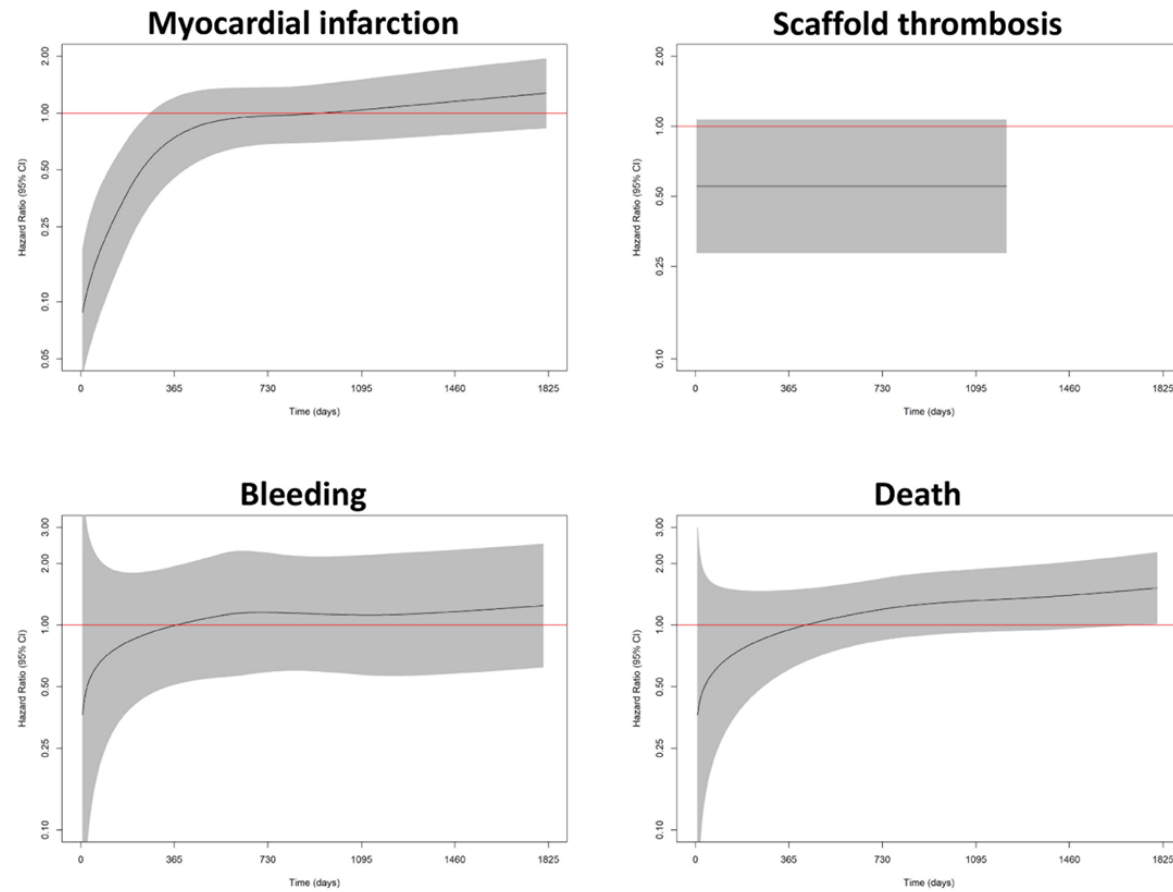 Myocardial infarction
Hazard Ratio (95% CI)
2.00
1.00
0.50
0.25
0.10
0.05
0 365 730 1095 1460 1825
Time (days)
Scaffold thrombosis
Hazard Ratio (95% CI)
2.00
1.00
0.50
0.25
0.10
0 365 730 1095 1460 1825
Time (days)
Bleeding
Hazard Ratio (95% CI)
3.00
2.00
1.00
0.50
0.25
0.10
0 365 730 1095 1460 1825
Time (days)
Death
Hazard Ratio (95% CI)
3.00
2.00
1.00
0.50
0.25
0.10
0 365 730 1095 1460 1825
Time (days)